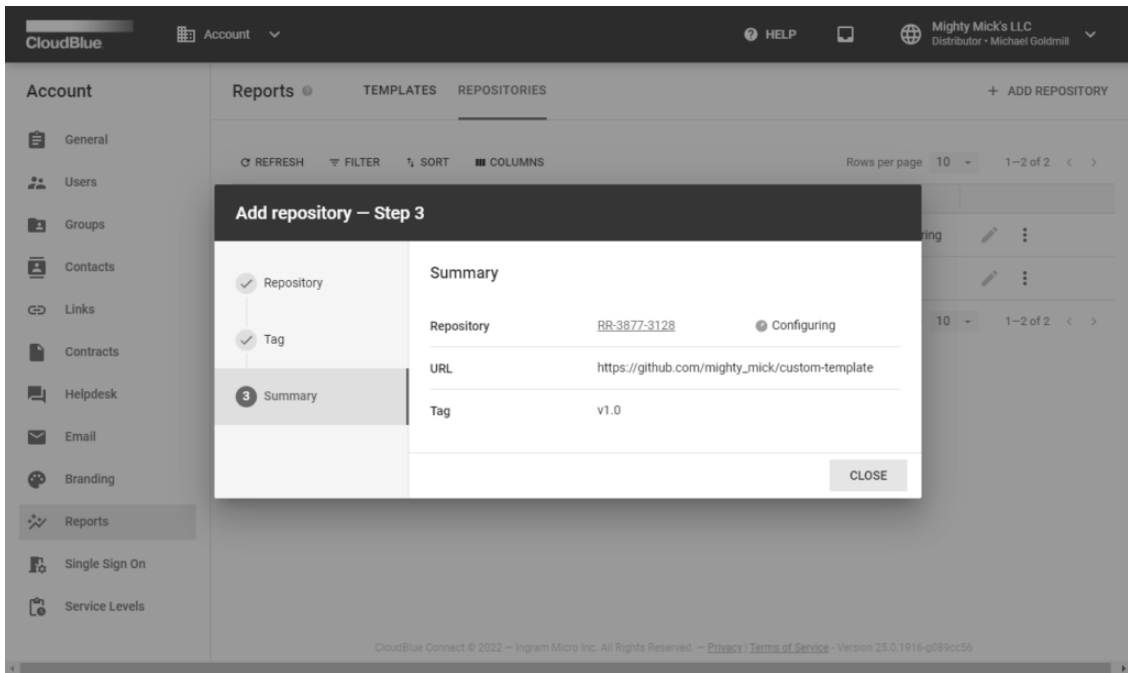 CloudBlue
Account
HELP
Mighty Mick's LLC
Distributor • Michael Goldmill
Account
General
Users
Groups
Contacts
Links
Contracts
Helpdesk
Email
Branding
Reports
Single Sign On
Service Levels
Reports
TEMPLATES
REPOSITORIES
+ ADD REPOSITORY
REFRESH
FILTER
SORT
COLUMNS
Rows per page 10
1–2 of 2
ring
10
1–2 of 2
Add repository — Step 3
Repository
Tag
3 Summary
Summary
Repository RR-3877-3128 Configuring
URL https://github.com/mighty_mick/custom-template
Tag v1.0
CLOSE
CloudBlue Connect © 2022 — Ingram Micro Inc. All Rights Reserved. — Privacy | Terms of Service - Version 25.0.1916-g089cc56